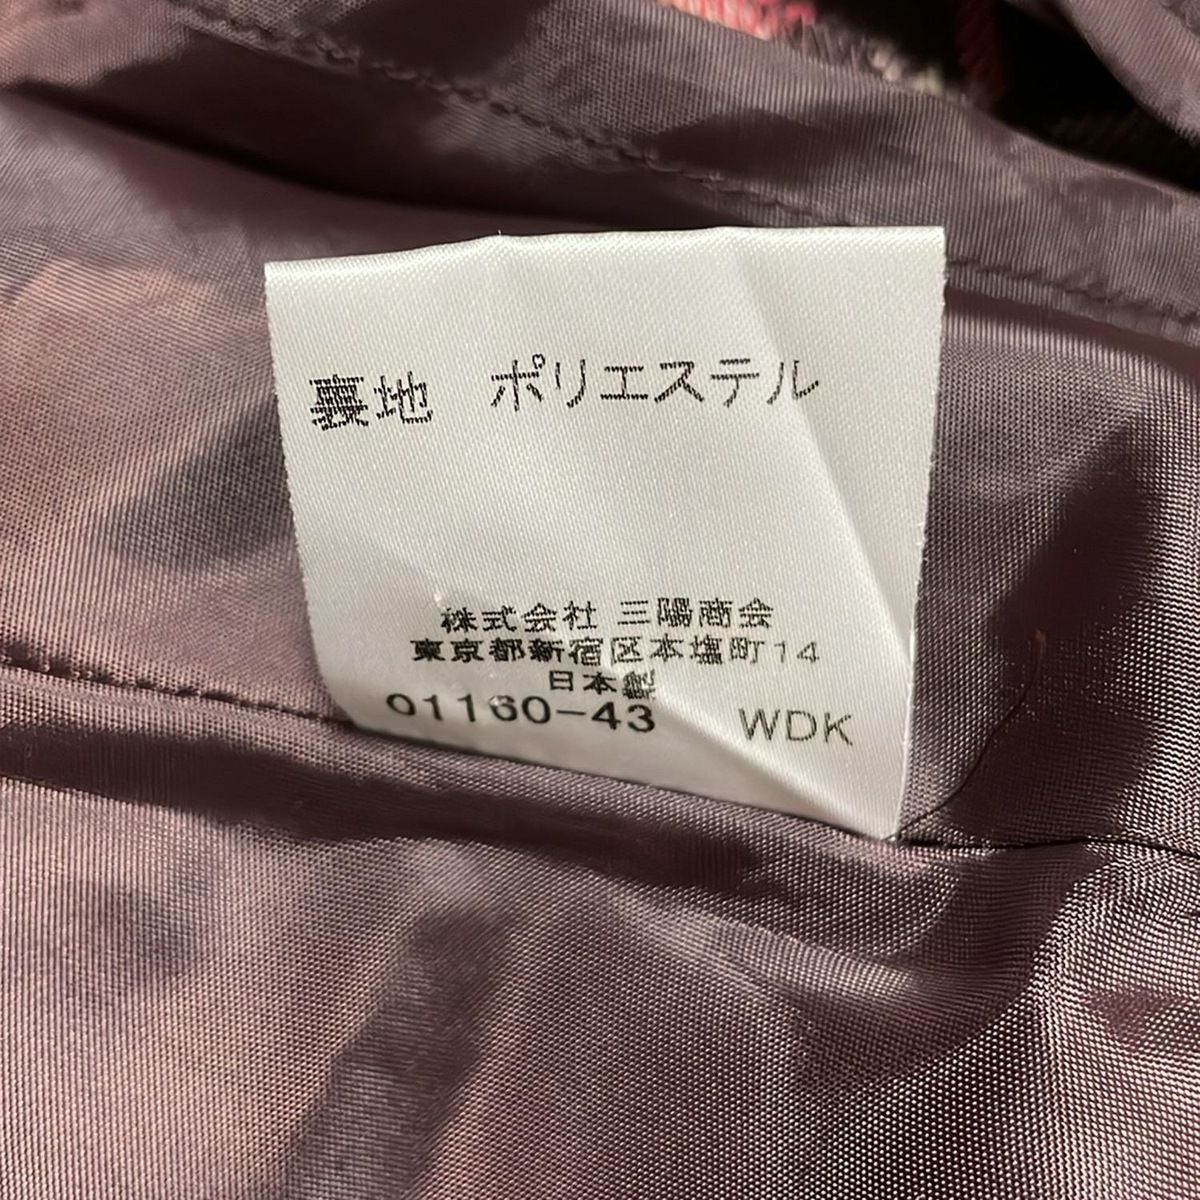 裏地　ポリエステル
株式会社 三陽商会
東京都新宿区本塩町14
日本製
01160-43　WDK